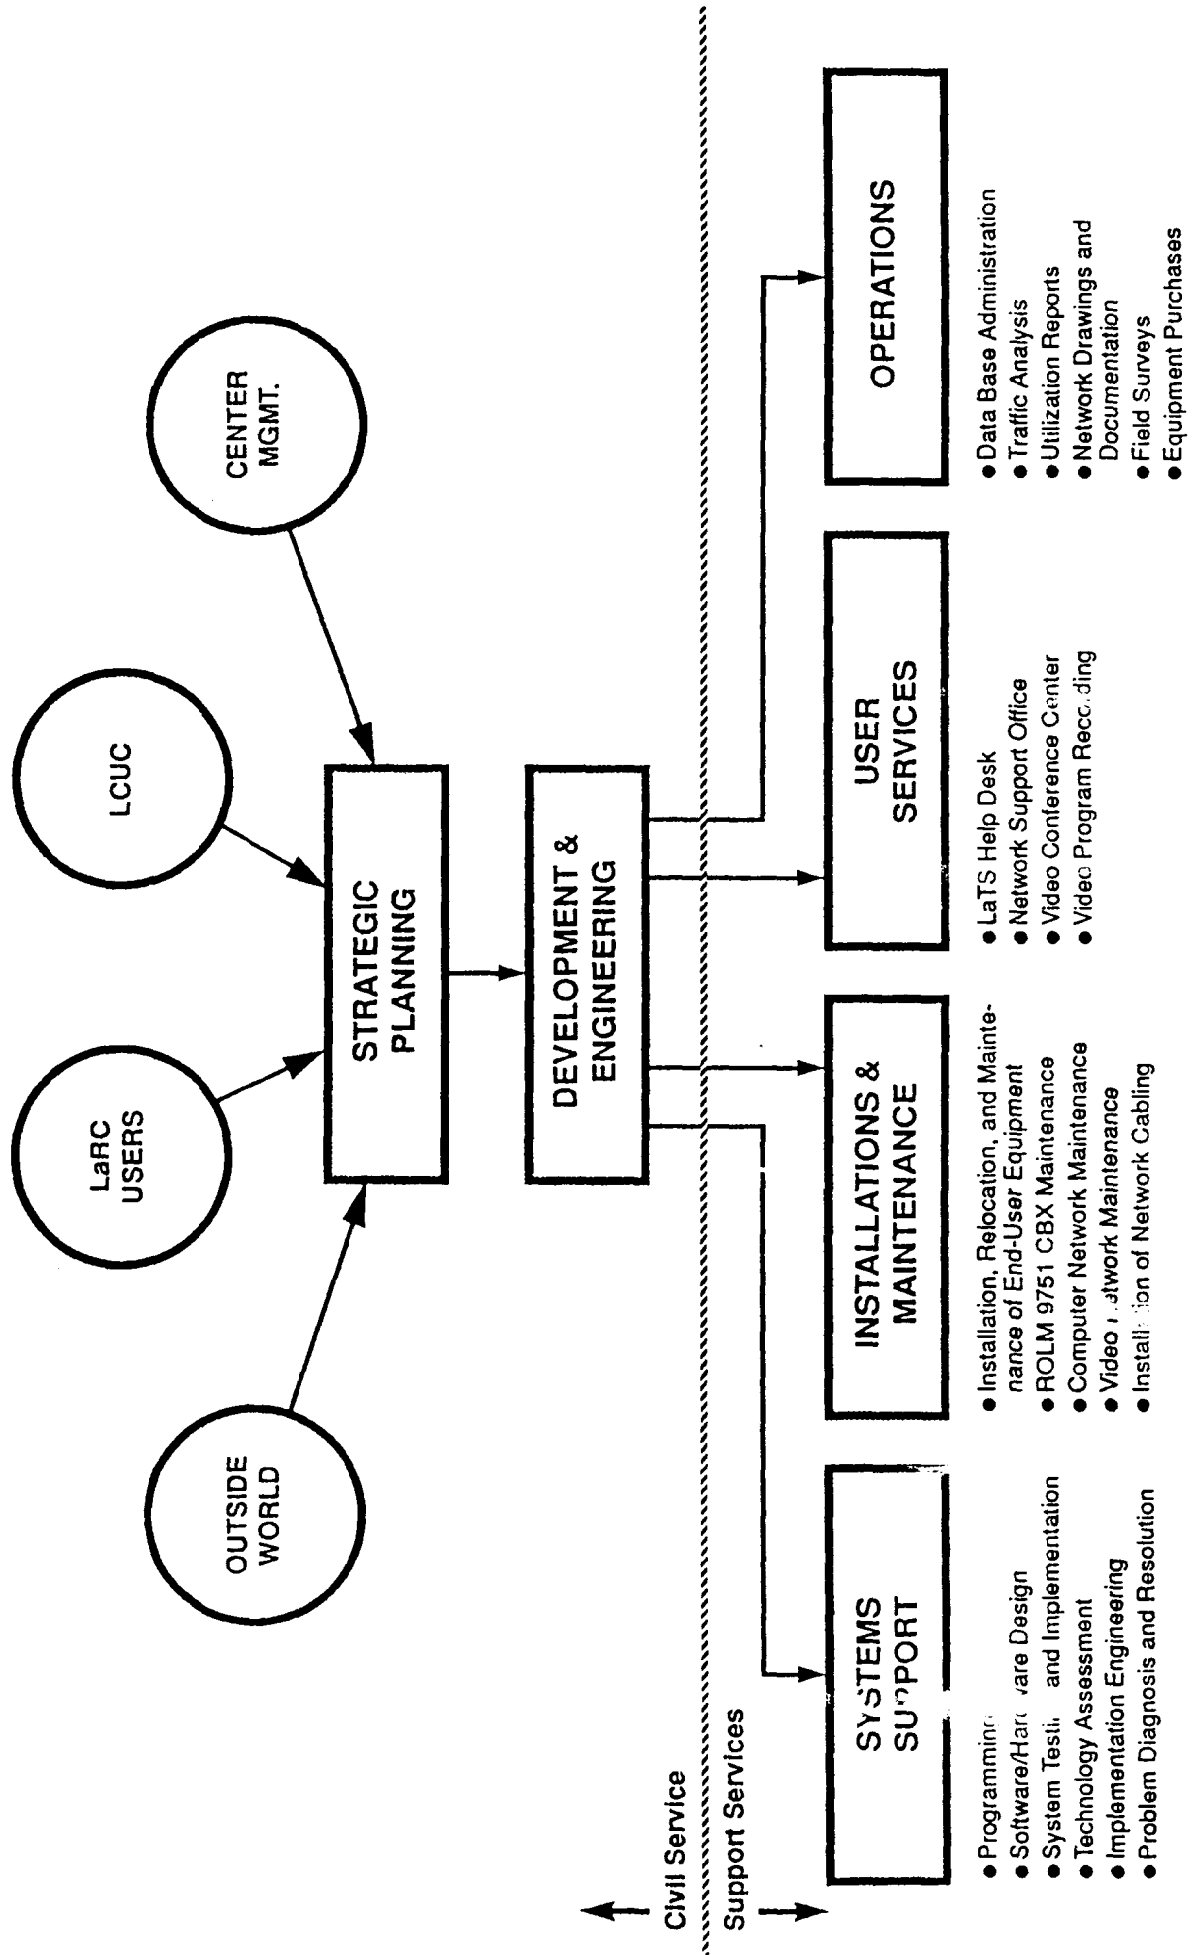 OUTSIDE
WORLD
LaRC
USERS
LCUC
CENTER
MGMT.
STRATEGIC
PLANNING
DEVELOPMENT &
ENGINEERING
Civil Service
Support Services
SYSTEMS
SUPPORT
● Programming
● Software/Hardware Design
● System Testing and Implementation
● Technology Assessment
● Implementation Engineering
● Problem Diagnosis and Resolution
INSTALLATIONS &
MAINTENANCE
● Installation, Relocation, and Mainte-
nance of End-User Equipment
● ROLM 9751 CBX Maintenance
● Computer Network Maintenance
● Video Network Maintenance
● Installation of Network Cabling
USER
SERVICES
● LaTS Help Desk
● Network Support Office
● Video Conference Center
● Video Program Recording
OPERATIONS
● Data Base Administration
● Traffic Analysis
● Utilization Reports
● Network Drawings and
Documentation
● Field Surveys
● Equipment Purchases